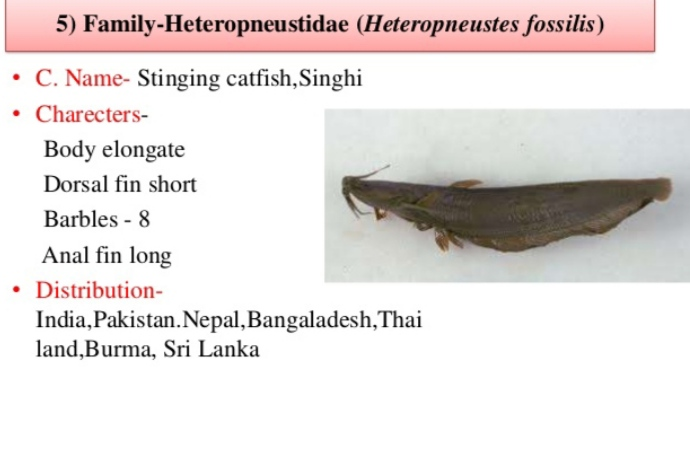 5) Family-Heteropneustidae (Heteropneustes fossilis)
• C. Name- Stinging catfish,Singhi
• Charecters-
Body elongate
Dorsal fin short
Barbles - 8
Anal fin long
• Distribution-
India,Pakistan.Nepal,Bangaladesh,Thai
land,Burma, Sri Lanka